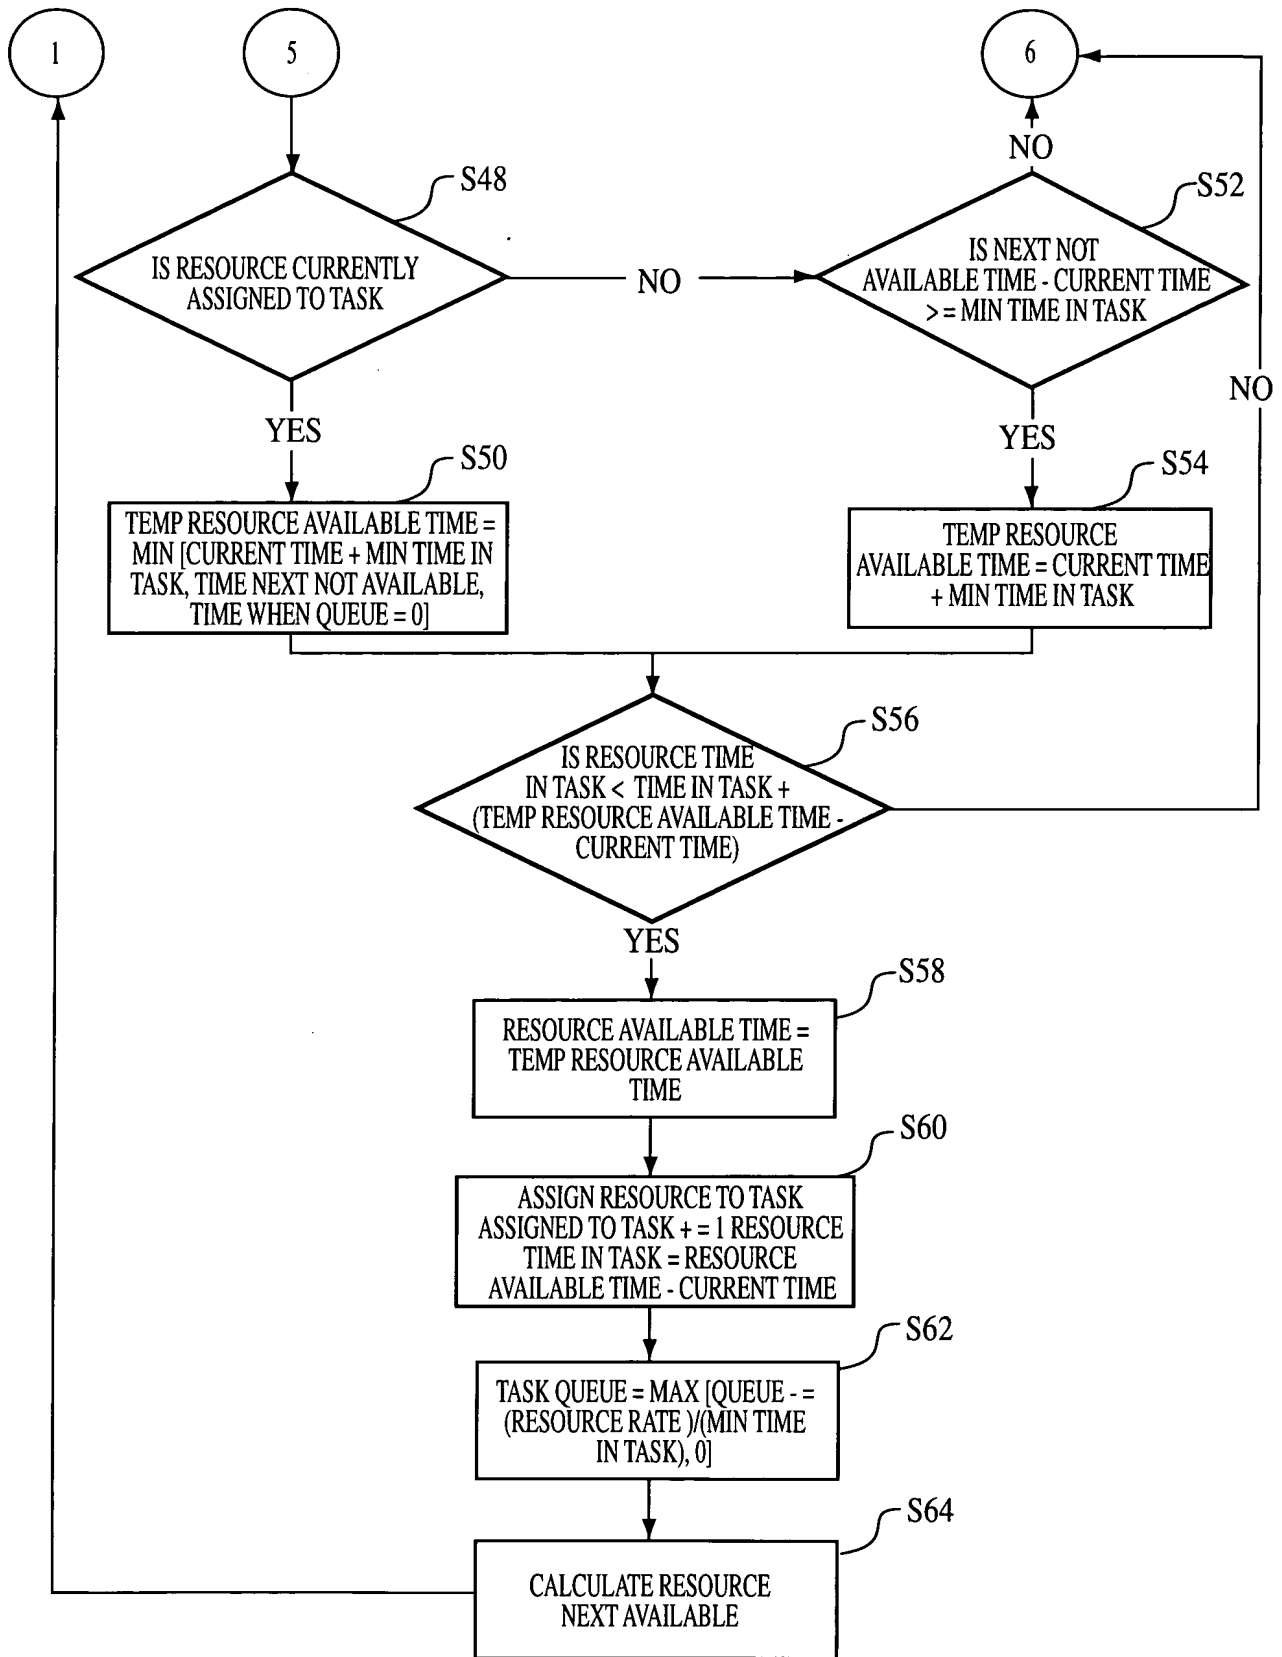 1
5
6
S48
IS RESOURCE CURRENTLY
ASSIGNED TO TASK
NO
NO
S52
IS NEXT NOT
AVAILABLE TIME - CURRENT TIME
> = MIN TIME IN TASK
NO
YES
S50
TEMP RESOURCE AVAILABLE TIME =
MIN [CURRENT TIME + MIN TIME IN
TASK, TIME NEXT NOT AVAILABLE,
TIME WHEN QUEUE = 0]
YES
S54
TEMP RESOURCE
AVAILABLE TIME = CURRENT TIME
+ MIN TIME IN TASK
S56
IS RESOURCE TIME
IN TASK < TIME IN TASK +
(TEMP RESOURCE AVAILABLE TIME -
CURRENT TIME)
YES
S58
RESOURCE AVAILABLE TIME =
TEMP RESOURCE AVAILABLE
TIME
S60
ASSIGN RESOURCE TO TASK
ASSIGNED TO TASK + = 1 RESOURCE
TIME IN TASK = RESOURCE
AVAILABLE TIME - CURRENT TIME
S62
TASK QUEUE = MAX [QUEUE - =
(RESOURCE RATE )/(MIN TIME
IN TASK), 0]
S64
CALCULATE RESOURCE
NEXT AVAILABLE